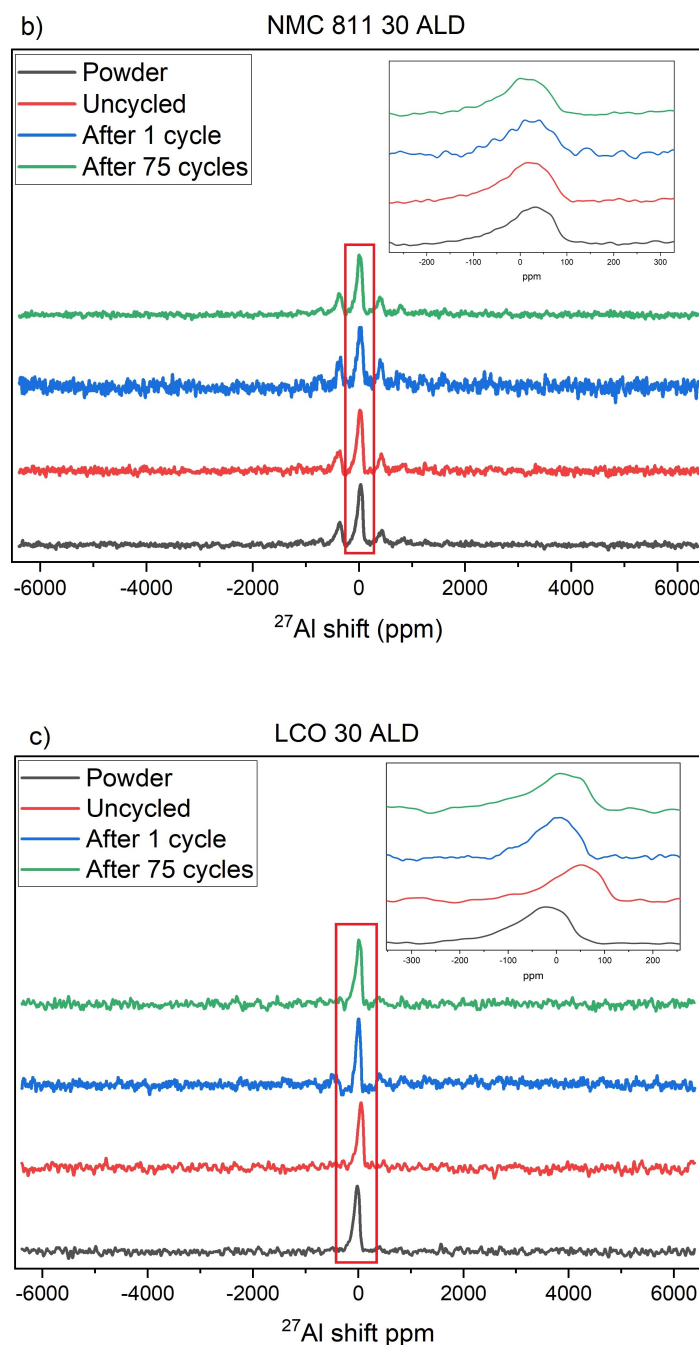 b)
NMC 811 30 ALD
Powder
Uncycled
After 1 cycle
After 75 cycles
-200 -100 0 100 200 300
ppm
-6000 -4000 -2000 0 2000 4000 6000
27Al shift (ppm)
c)
LCO 30 ALD
Powder
Uncycled
After 1 cycle
After 75 cycles
-300 -200 -100 0 100 200
ppm
-6000 -4000 -2000 0 2000 4000 6000
27Al shift ppm